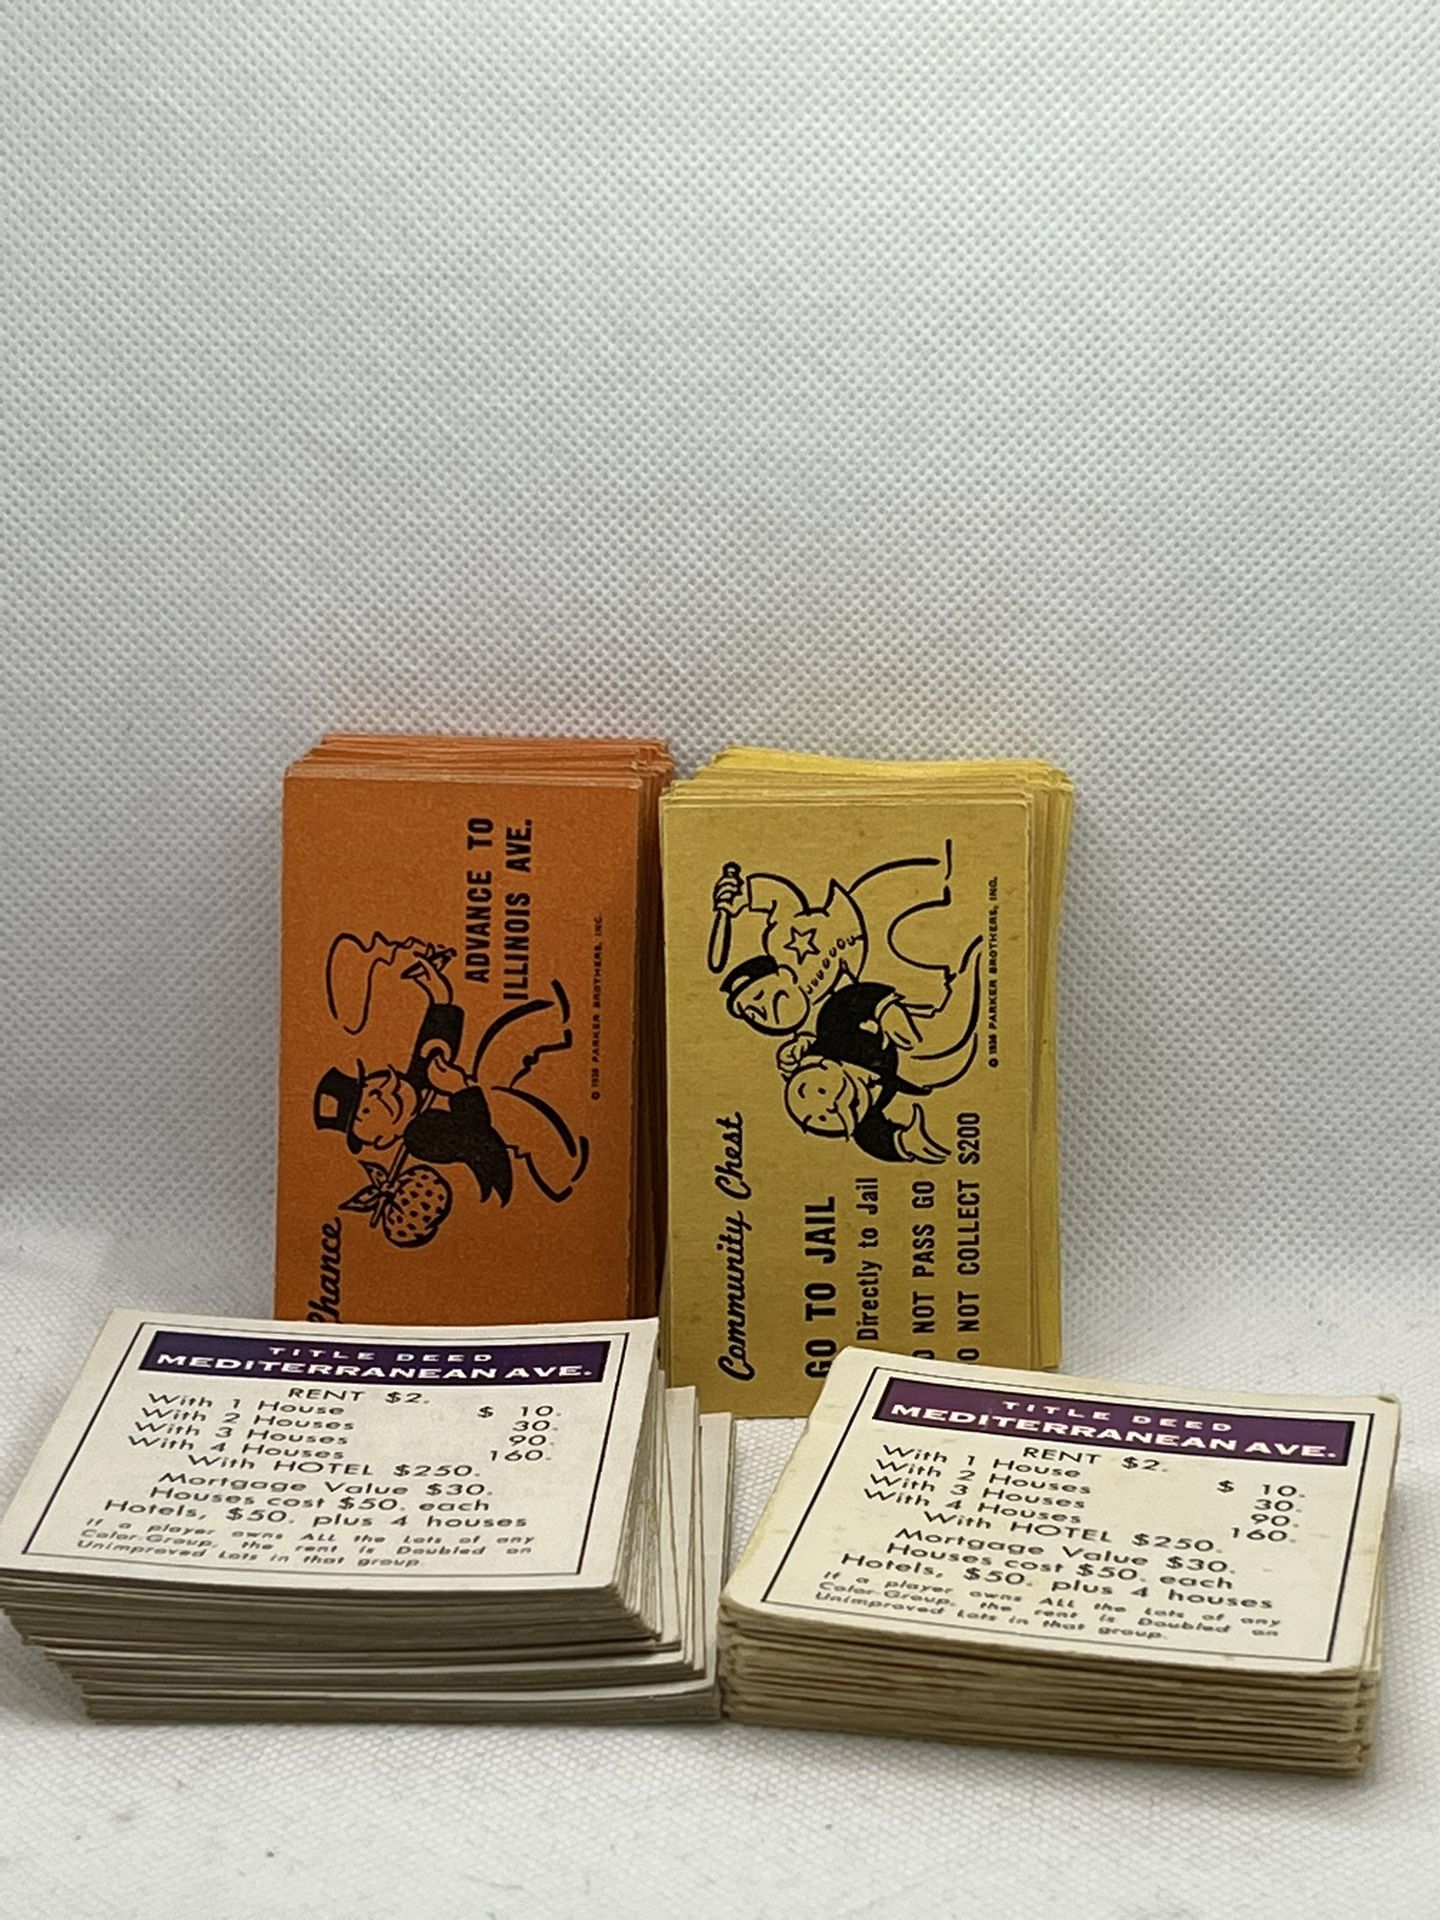 Chance
ADVANCE TO
ILLINOIS AVE.
© 1936 PARKER BROTHERS, INC.
Community Chest
GO TO JAIL
Directly to Jail
NOT PASS GO
NOT COLLECT $200
© 1936 PARKER BROTHERS, INC.
TITLE DEED
MEDITERRANEAN AVE.
RENT $2.
With 1 House $ 10.
With 2 Houses 30.
With 3 Houses 90.
With 4 Houses 160.
With HOTEL $250.
Mortgage Value $30.
Houses cost $50. each
Hotels, $50. plus 4 houses
If a player owns ALL the Lots of any
Color-Group, the rent is Doubled on
Unimproved Lots in that group.
TITLE DEED
MEDITERRANEAN AVE.
RENT $2.
With 1 House $ 10.
With 2 Houses 30.
With 3 Houses 90.
With 4 Houses 160.
With HOTEL $250.
Mortgage Value $30.
Houses cost $50. each
Hotels, $50. plus 4 houses
If a player owns ALL the Lots of any
Color-Group, the rent is Doubled on
Unimproved Lots in that group.